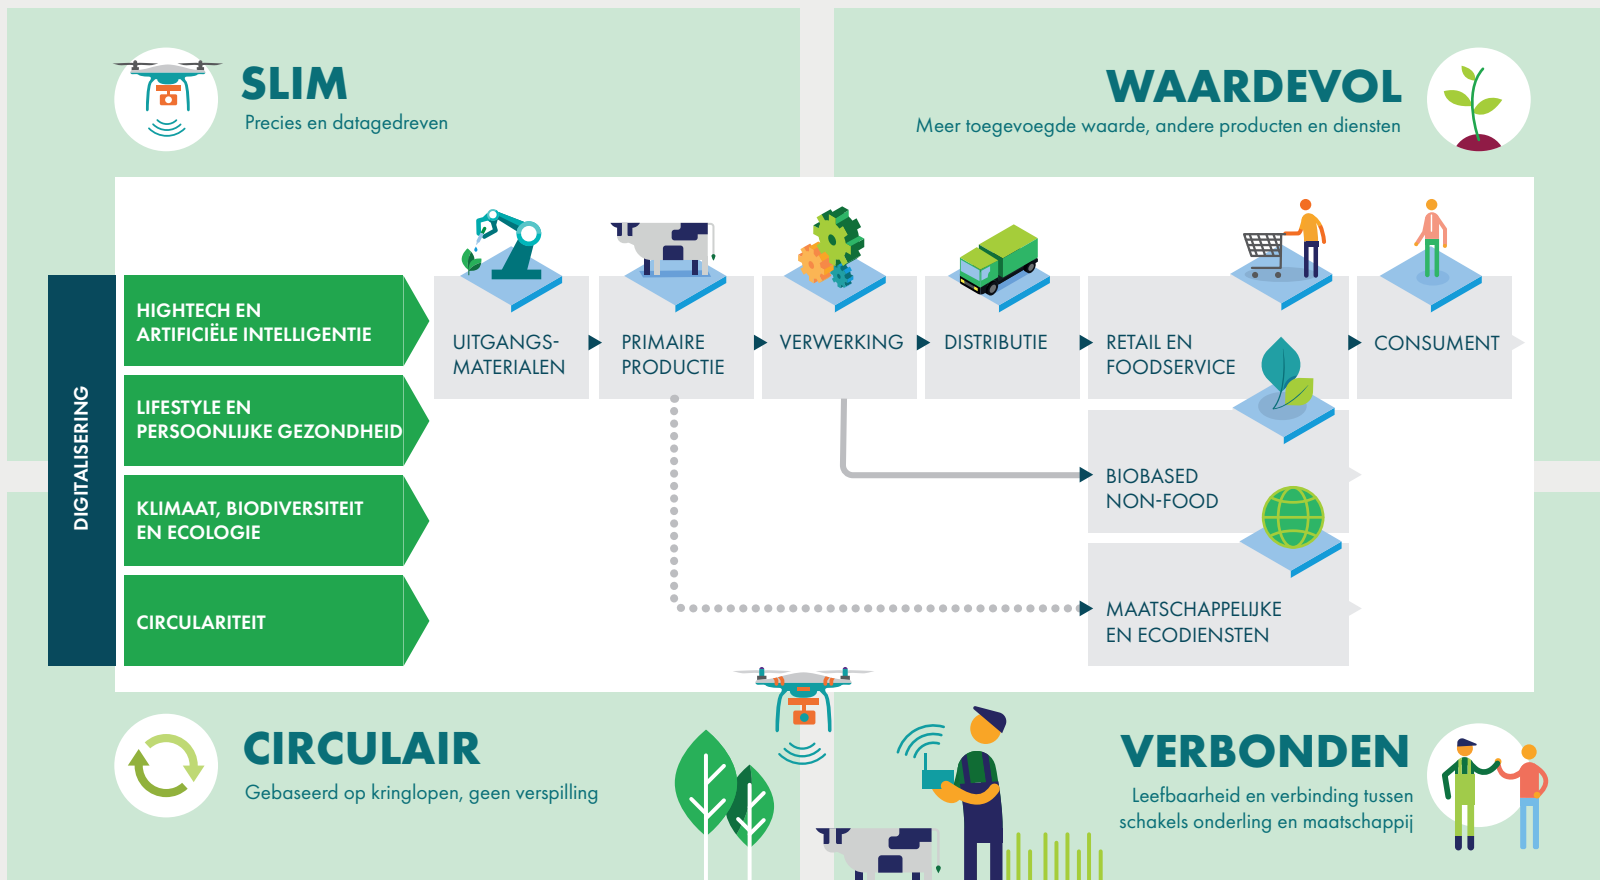 SLIM
Precies en datagedreven
WAARDEVOL
Meer toegevoegde waarde, andere producten en diensten
DIGITALISERING
HIGHTECH EN
ARTIFICIËLE INTELLIGENTIE
LIFESTYLE EN
PERSOONLIJKE GEZONDHEID
KLIMAAT, BIODIVERSITEIT
EN ECOLOGIE
CIRCULARITEIT
UITGANGS-
MATERIALEN
PRIMAIRE
PRODUCTIE
VERWERKING
DISTRIBUTIE
RETAIL EN
FOODSERVICE
CONSUMENT
BIOBASED
NON-FOOD
MAATSCHAPPELIJKE
EN ECODIENSTEN
CIRCULAIR
Gebaseerd op kringlopen, geen verspilling
VERBONDEN
Leefbaarheid en verbinding tussen
schakels onderling en maatschappij